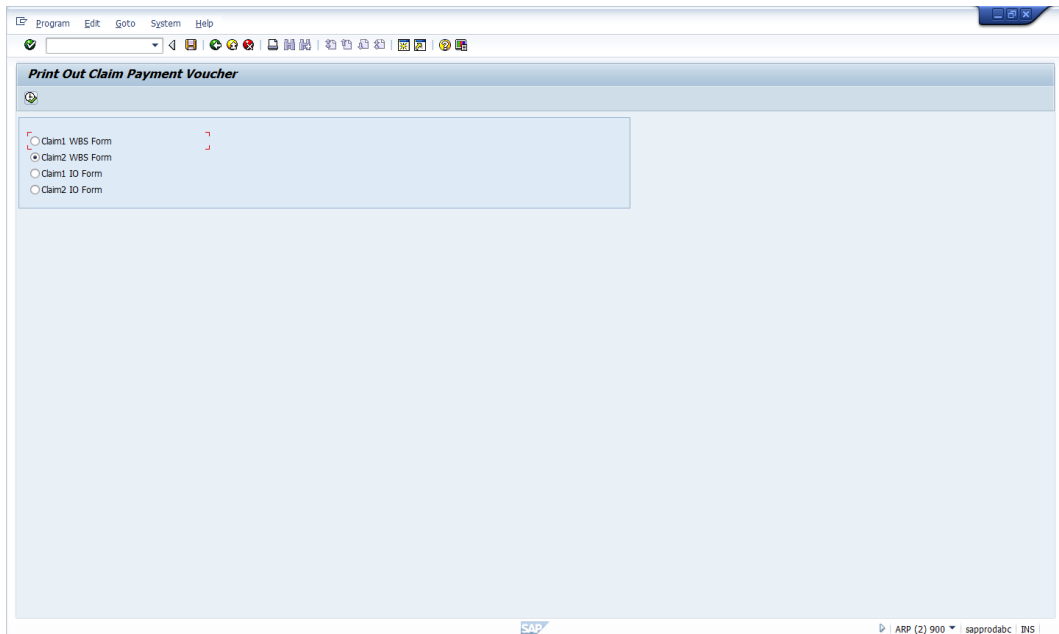 Program Edit Goto System Help
Print Out Claim Payment Voucher
Claim1 WBS Form
Claim2 WBS Form
Claim1 IO Form
Claim2 IO Form
SAP
ARP (2) 900 sapprodabc INS